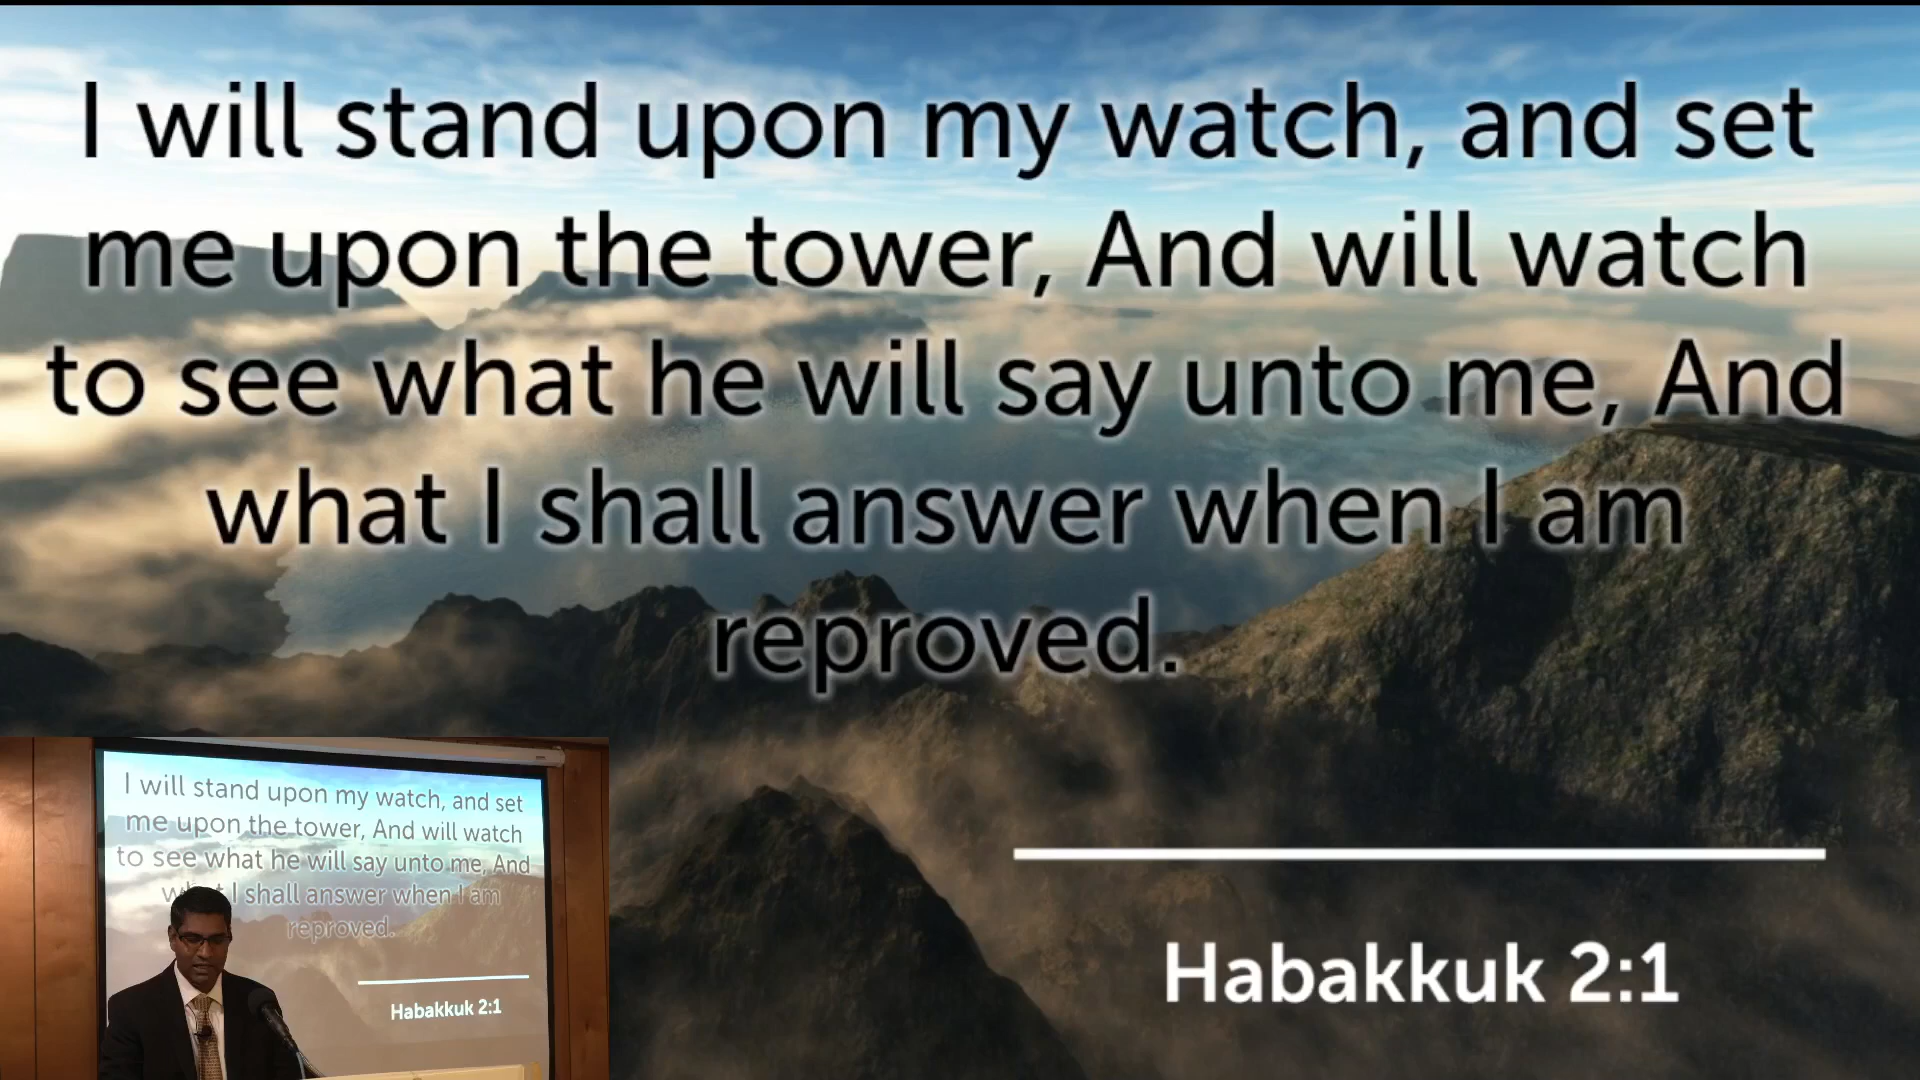 I will stand upon my watch, and set
me upon the tower, And will watch
to see what he will say unto me, And
what I shall answer when I am
reproved.
Habakkuk 2:1
I will stand upon my watch, and set
me upon the tower, And will watch
to see what he will say unto me, And
what I shall answer when I am
reproved.
Habakkuk 2:1